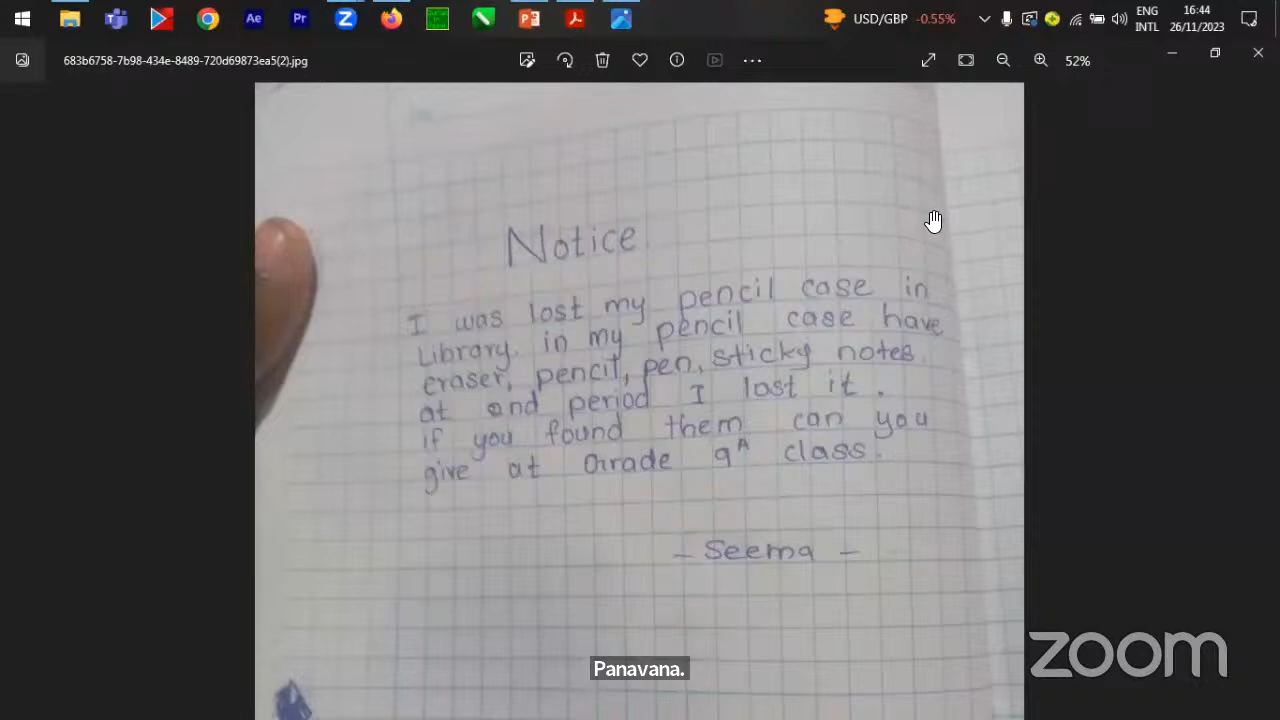 Ae
Pr
Z
P
USD/GBP -0.55%
ENG
INTL
16:44
26/11/2023
683b6758-7b98-434e-8489-720d69873ea5(2).jpg
52%
Notice
I was lost my pencil case in
Library. in my pencil case have
eraser, pencil, pen, sticky notes.
at 2nd period I lost it.
if you found them can you
give at Grade 9A class.
- Seema -
Panavana.
zoom